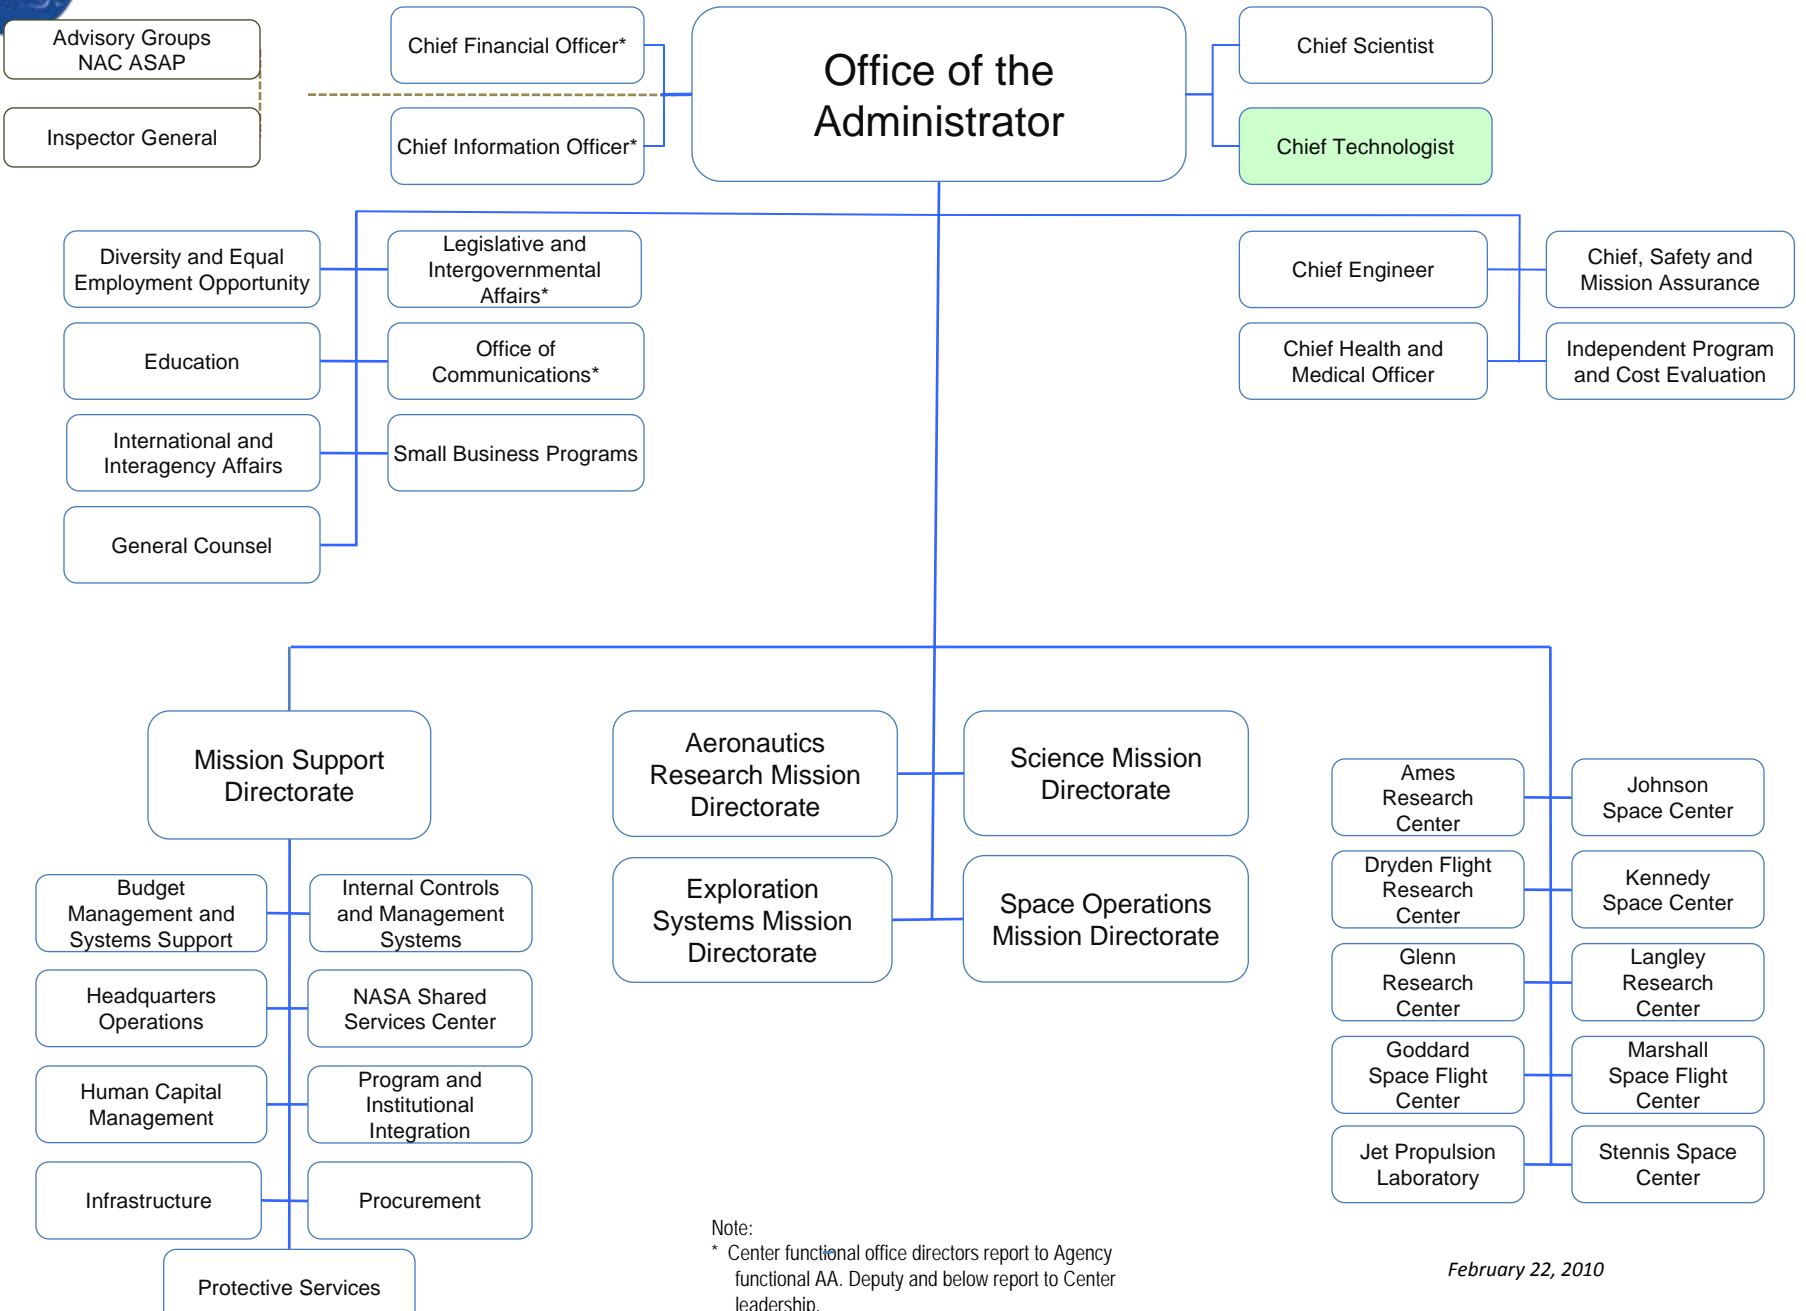 Advisory Groups
NAC ASAP
Inspector General
Chief Financial Officer*
Chief Information Officer*
Office of the
Administrator
Chief Scientist
Chief Technologist
Diversity and Equal
Employment Opportunity
Legislative and
Intergovernmental
Affairs*
Education
Office of
Communications*
International and
Interagency Affairs
Small Business Programs
General Counsel
Chief Engineer
Chief, Safety and
Mission Assurance
Chief Health and
Medical Officer
Independent Program
and Cost Evaluation
Mission Support
Directorate
Budget
Management and
Systems Support
Internal Controls
and Management
Systems
Headquarters
Operations
NASA Shared
Services Center
Human Capital
Management
Program and
Institutional
Integration
Infrastructure
Procurement
Protective Services
Aeronautics
Research Mission
Directorate
Science Mission
Directorate
Exploration
Systems Mission
Directorate
Space Operations
Mission Directorate
Ames
Research
Center
Johnson
Space Center
Dryden Flight
Research
Center
Kennedy
Space Center
Glenn
Research
Center
Langley
Research
Center
Goddard
Space Flight
Center
Marshall
Space Flight
Center
Jet Propulsion
Laboratory
Stennis Space
Center
Note:
* Center functional office directors report to Agency
functional AA. Deputy and below report to Center
leadership.
February 22, 2010